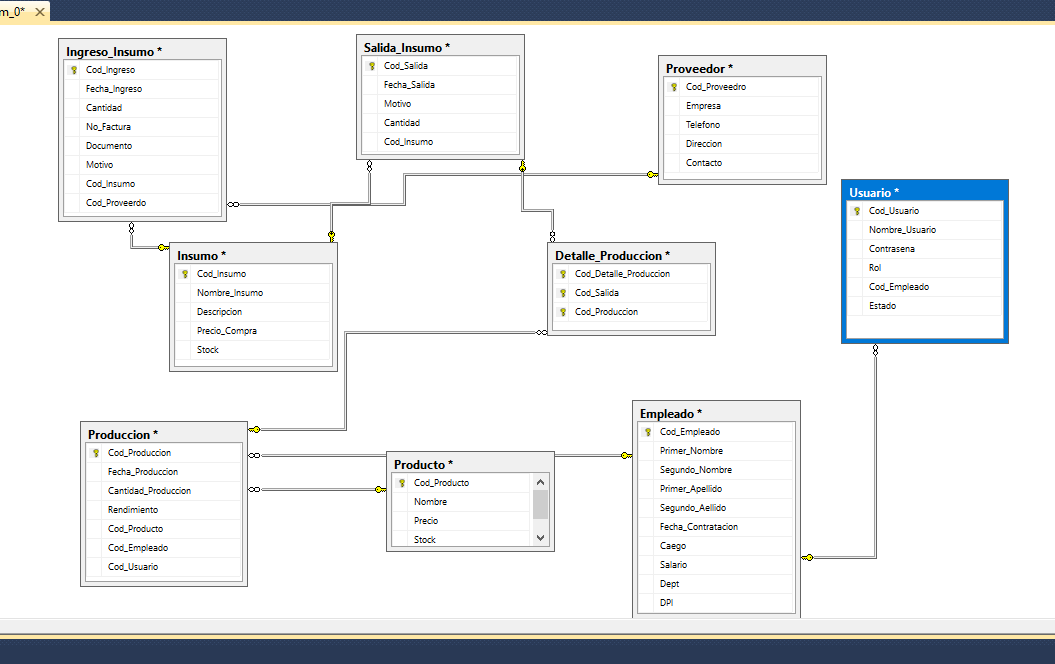 m_0*
Ingreso_Insumo *
Cod_Ingreso
Fecha_Ingreso
Cantidad
No_Factura
Documento
Motivo
Cod_Insumo
Cod_Proveerdo
Salida_Insumo *
Cod_Salida
Fecha_Salida
Motivo
Cantidad
Cod_Insumo
Proveedor *
Cod_Proveedro
Empresa
Telefono
Direccion
Contacto
Usuario *
Cod_Usuario
Nombre_Usuario
Contrasena
Rol
Cod_Empleado
Estado
Insumo *
Cod_Insumo
Nombre_Insumo
Descripcion
Precio_Compra
Stock
Detalle_Produccion *
Cod_Detalle_Produccion
Cod_Salida
Cod_Produccion
Produccion *
Cod_Produccion
Fecha_Produccion
Cantidad_Produccion
Rendimiento
Cod_Producto
Cod_Empleado
Cod_Usuario
Producto *
Cod_Producto
Nombre
Precio
Stock
Empleado *
Cod_Empleado
Primer_Nombre
Segundo_Nombre
Primer_Apellido
Segundo_Aellido
Fecha_Contratacion
Caego
Salario
Dept
DPI